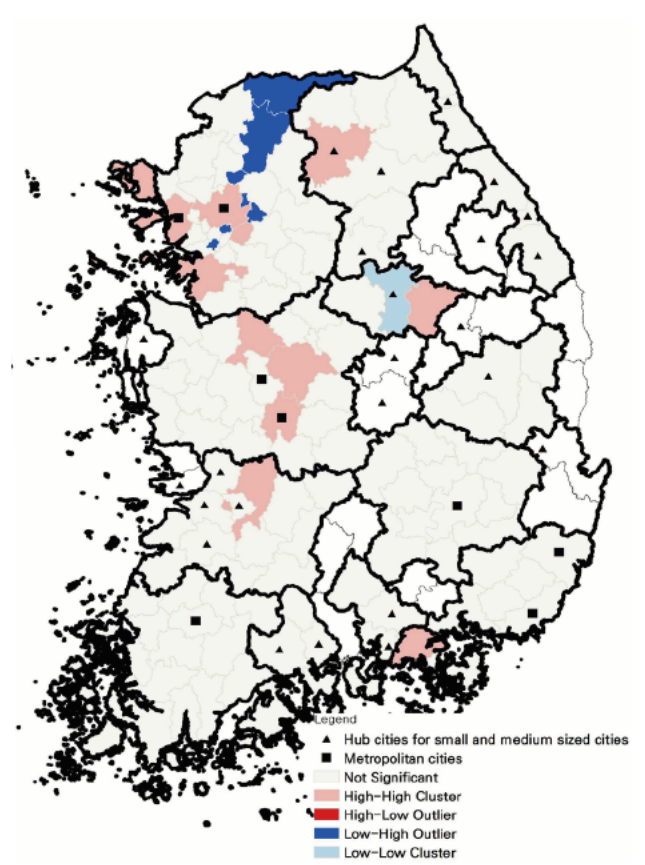 Legend
Hub cities for small and medium sized cities
Metropolitan cities
Not Significant
High-High Cluster
High-Low Outlier
Low-High Outlier
Low-Low Cluster